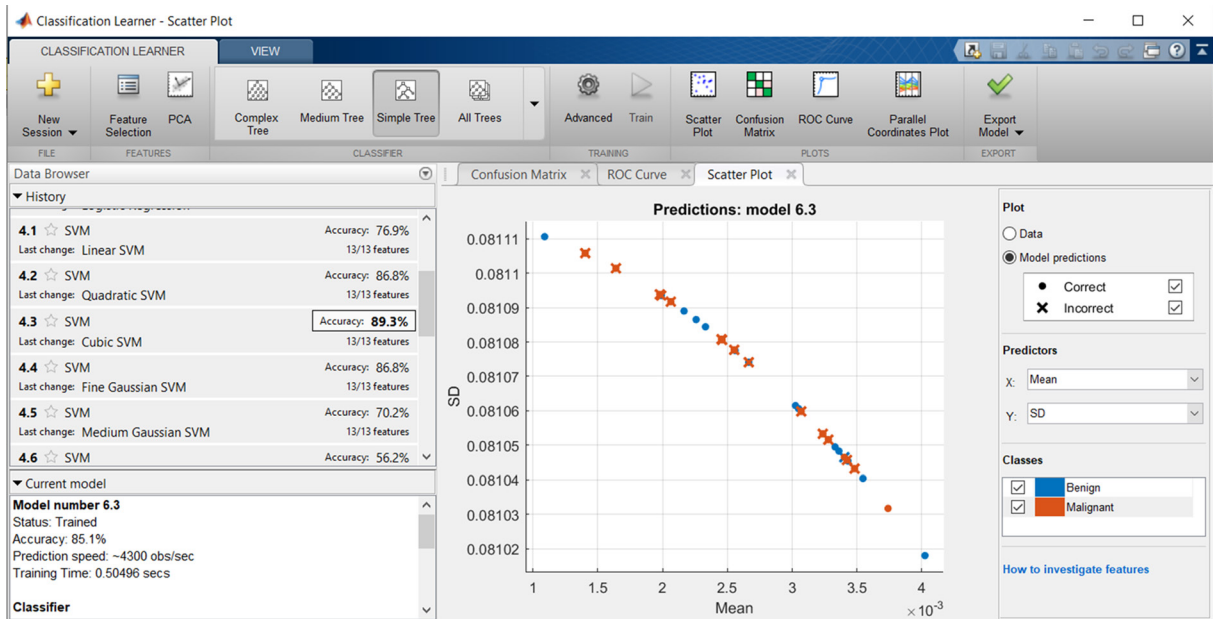 Classification Learner - Scatter Plot
CLASSIFICATION LEARNER
VIEW
New Session
Feature Selection
PCA
Complex Tree
Medium Tree
Simple Tree
All Trees
Advanced
Train
Scatter Plot
Confusion Matrix
ROC Curve
Parallel Coordinates Plot
Export Model
FILE
FEATURES
CLASSIFIER
TRAINING
PLOTS
EXPORT
Data Browser
History
4.1 SVM Accuracy: 76.9%
Last change: Linear SVM 13/13 features
4.2 SVM Accuracy: 86.8%
Last change: Quadratic SVM 13/13 features
4.3 SVM Accuracy: 89.3%
Last change: Cubic SVM 13/13 features
4.4 SVM Accuracy: 86.8%
Last change: Fine Gaussian SVM 13/13 features
4.5 SVM Accuracy: 70.2%
Last change: Medium Gaussian SVM 13/13 features
4.6 SVM Accuracy: 56.2%
Current model
Model number 6.3
Status: Trained
Accuracy: 85.1%
Prediction speed: ~4300 obs/sec
Training Time: 0.50496 secs
Classifier
Confusion Matrix
ROC Curve
Scatter Plot
Predictions: model 6.3
0.08111
0.0811
0.08109
0.08108
0.08107
0.08106
0.08105
0.08104
0.08103
0.08102
SD
1 1.5 2 2.5 3 3.5 4
Mean
×10⁻³
Plot
Data
Model predictions
Correct
Incorrect
Predictors
X: Mean
Y: SD
Classes
Benign
Malignant
How to investigate features